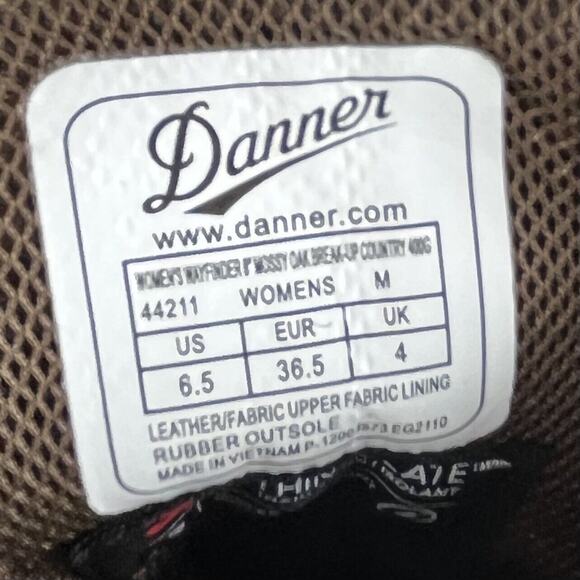 Danner
www.danner.com
WOMEN'S WAYFINDER 8" MOSSY OAK BREAK-UP COUNTRY 400G
44211 WOMENS M
US EUR UK
6.5 36.5 4
LEATHER/FABRIC UPPER FABRIC LINING
RUBBER OUTSOLE
MADE IN VIETNAM